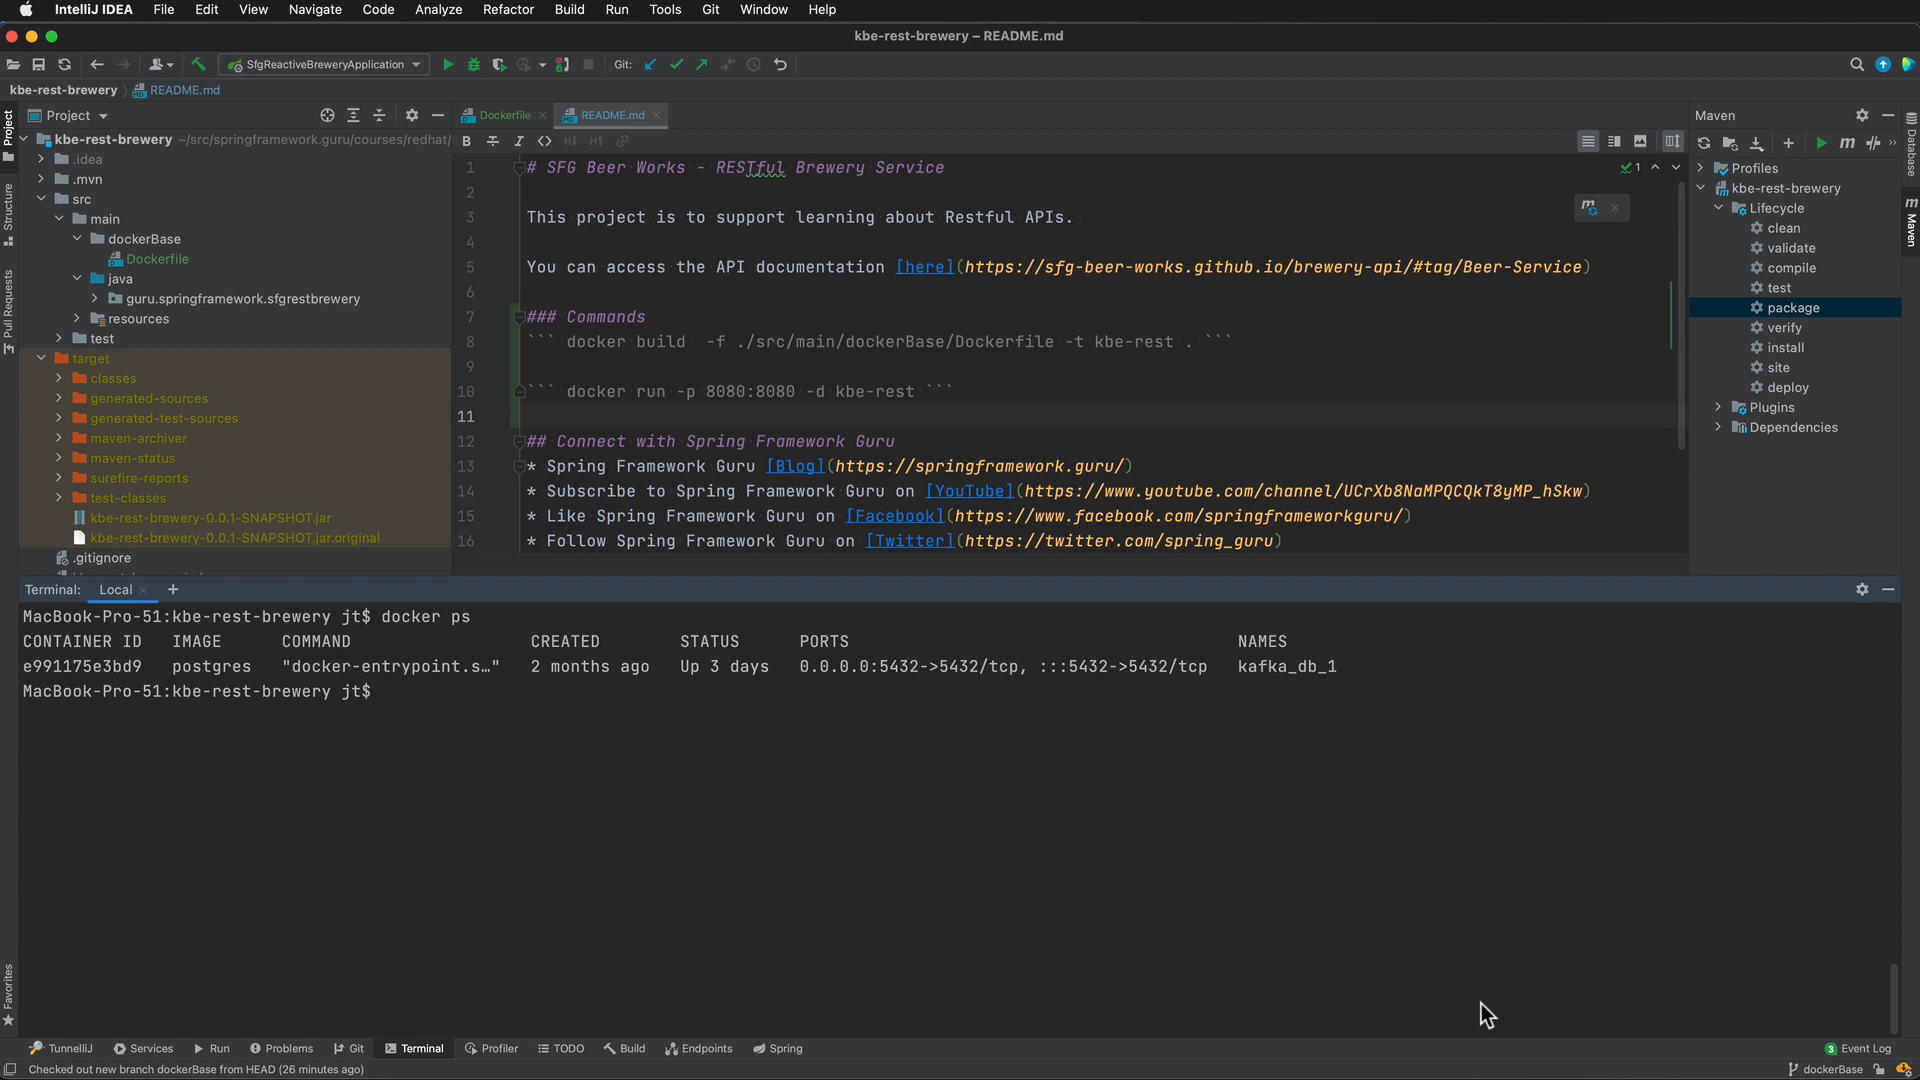 IntelliJ IDEA File Edit View Navigate Code Analyze Refactor Build Run Tools Git Window Help
kbe-rest-brewery – README.md
SfgReactiveBreweryApplication
Git:
kbe-rest-brewery
README.md
Project
kbe-rest-brewery ~/src/springframework.guru/courses/redhat/
.idea
.mvn
src
main
dockerBase
Dockerfile
java
guru.springframework.sfgrestbrewery
resources
test
target
classes
generated-sources
generated-test-sources
maven-archiver
maven-status
surefire-reports
test-classes
kbe-rest-brewery-0.0.1-SNAPSHOT.jar
kbe-rest-brewery-0.0.1-SNAPSHOT.jar.original
.gitignore
Project
Structure
Pull Requests
Favorites
Dockerfile
README.md
1 # SFG Beer Works - RESTful Brewery Service
2
3 This project is to support learning about Restful APIs.
4
5 You can access the API documentation [here](https://sfg-beer-works.github.io/brewery-api/#tag/Beer-Service)
6
7 ### Commands
8 ``` docker build  -f ./src/main/dockerBase/Dockerfile -t kbe-rest . ```
9
10 ``` docker run -p 8080:8080 -d kbe-rest ```
11
12 ## Connect with Spring Framework Guru
13 * Spring Framework Guru [Blog](https://springframework.guru/)
14 * Subscribe to Spring Framework Guru on [YouTube](https://www.youtube.com/channel/UCrXb8NaMPQCQkT8yMP_hSkw)
15 * Like Spring Framework Guru on [Facebook](https://www.facebook.com/springframeworkguru/)
16 * Follow Spring Framework Guru on [Twitter](https://twitter.com/spring_guru)
1
Maven
Profiles
kbe-rest-brewery
Lifecycle
clean
validate
compile
test
package
verify
install
site
deploy
Plugins
Dependencies
Database
Maven
Terminal: Local
MacBook-Pro-51:kbe-rest-brewery jt$ docker ps
CONTAINER ID IMAGE COMMAND CREATED STATUS PORTS NAMES
e991175e3bd9 postgres "docker-entrypoint.s…" 2 months ago Up 3 days 0.0.0.0:5432->5432/tcp, :::5432->5432/tcp kafka_db_1
MacBook-Pro-51:kbe-rest-brewery jt$
TunnelliJ Services Run Problems Git Terminal Profiler TODO Build Endpoints Spring 3 Event Log
Checked out new branch dockerBase from HEAD (26 minutes ago) dockerBase